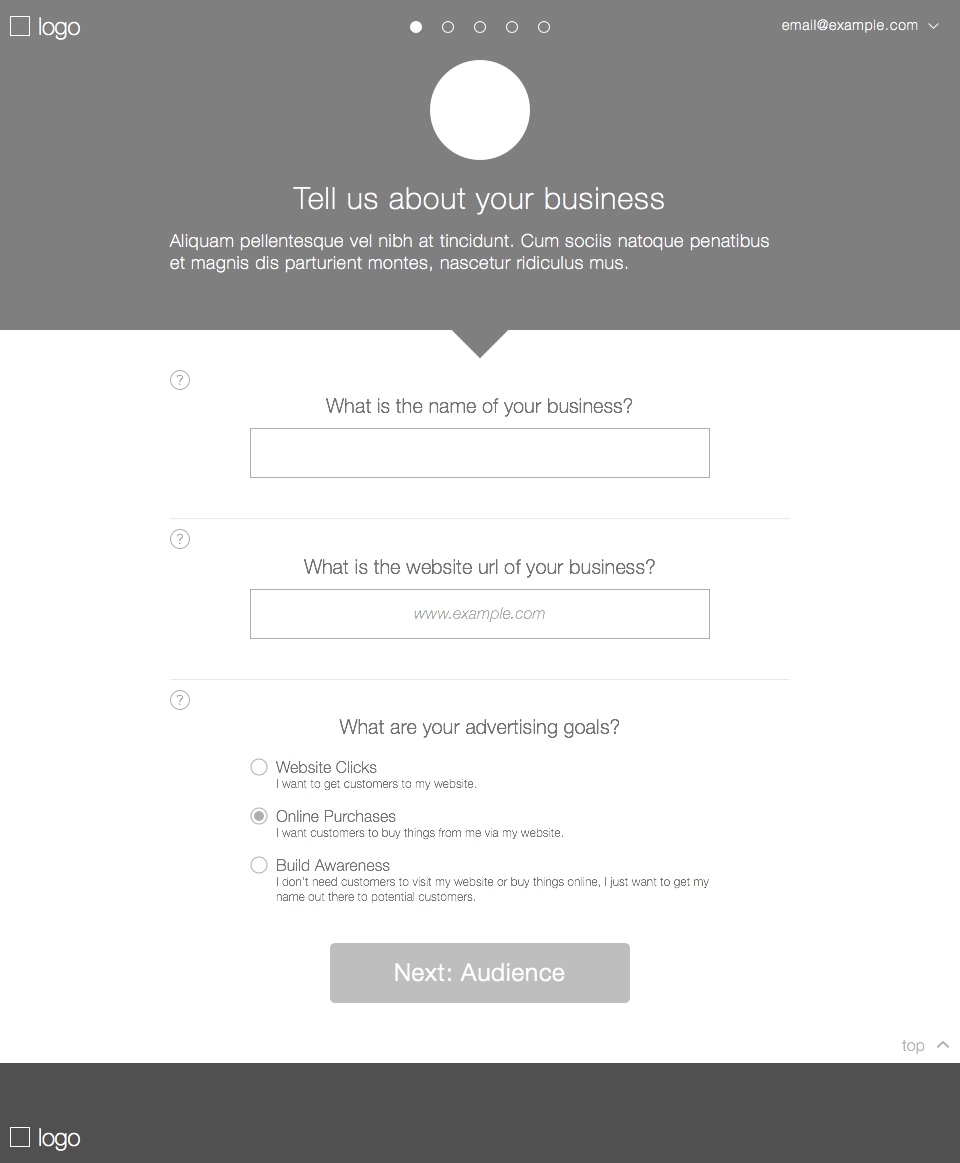 logo
email@example.com
Tell us about your business
Aliquam pellentesque vel nibh at tincidunt. Cum sociis natoque penatibus
et magnis dis parturient montes, nascetur ridiculus mus.
?
What is the name of your business?
?
What is the website url of your business?
www.example.com
?
What are your advertising goals?
Website Clicks
I want to get customers to my website.
Online Purchases
I want customers to buy things from me via my website.
Build Awareness
I don't need customers to visit my website or buy things online, I just want to get my
name out there to potential customers.
Next: Audience
top
logo